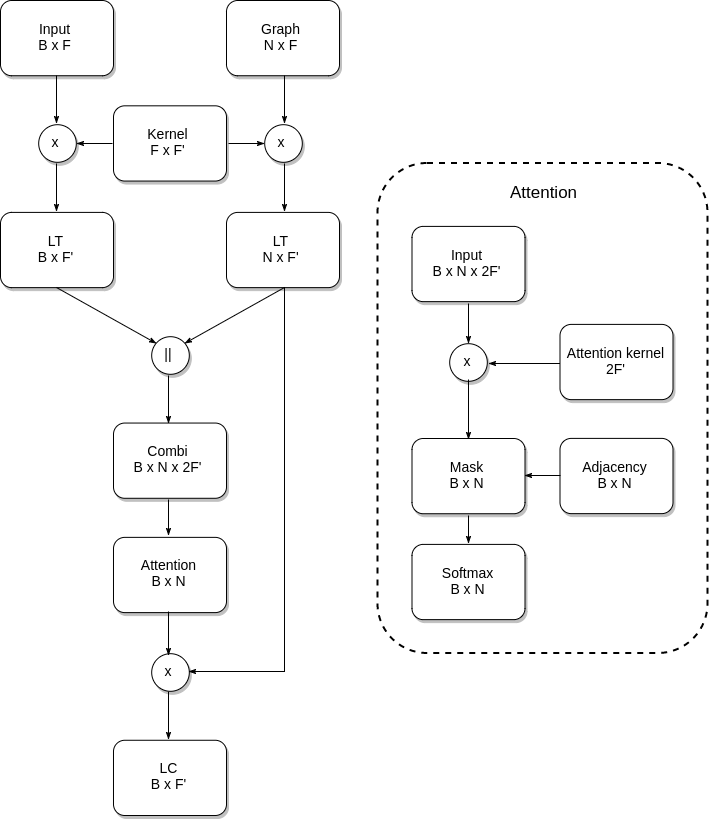 Input
B x F
Graph
N x F
x
Kernel
F x F'
x
LT
B x F'
LT
N x F'
||
Combi
B x N x 2F'
Attention
B x N
x
LC
B x F'
Attention
Input
B x N x 2F'
x
Attention kernel
2F'
Mask
B x N
Adjacency
B x N
Softmax
B x N